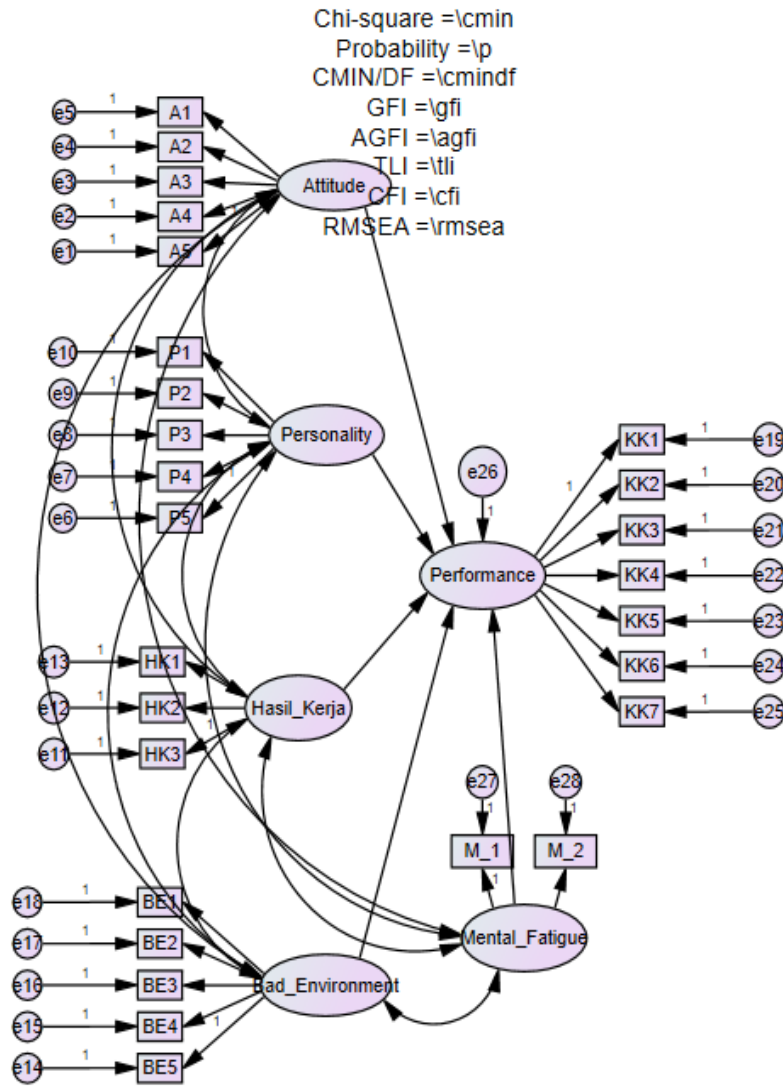 Chi-square =\cmin
Probability =\p
CMIN/DF =\cmindf
GFI =\gfi
AGFI =\agfi
TLI =\tli
CFI =\cfi
RMSEA =\rmsea
e5 1 A1
e4 1 A2
e3 1 A3
e2 1 A4
e1 1 A5
Attitude
1
e10 1 P1
e9 1 P2
e8 1 P3
e7 1 P4
e6 1 P5
Personality
1
e13 1 HK1
e12 1 HK2
e11 1 HK3
Hasil_Kerja
1
e18 1 BE1
e17 1 BE2
e16 1 BE3
e15 1 BE4
e14 1 BE5
Bad_Environment
1
e26
1
Performance
1
KK1 1 e19
KK2 1 e20
KK3 1 e21
KK4 1 e22
KK5 1 e23
KK6 1 e24
KK7 1 e25
e27 e28
1 1
M_1 M_2
1
Mental_Fatigue